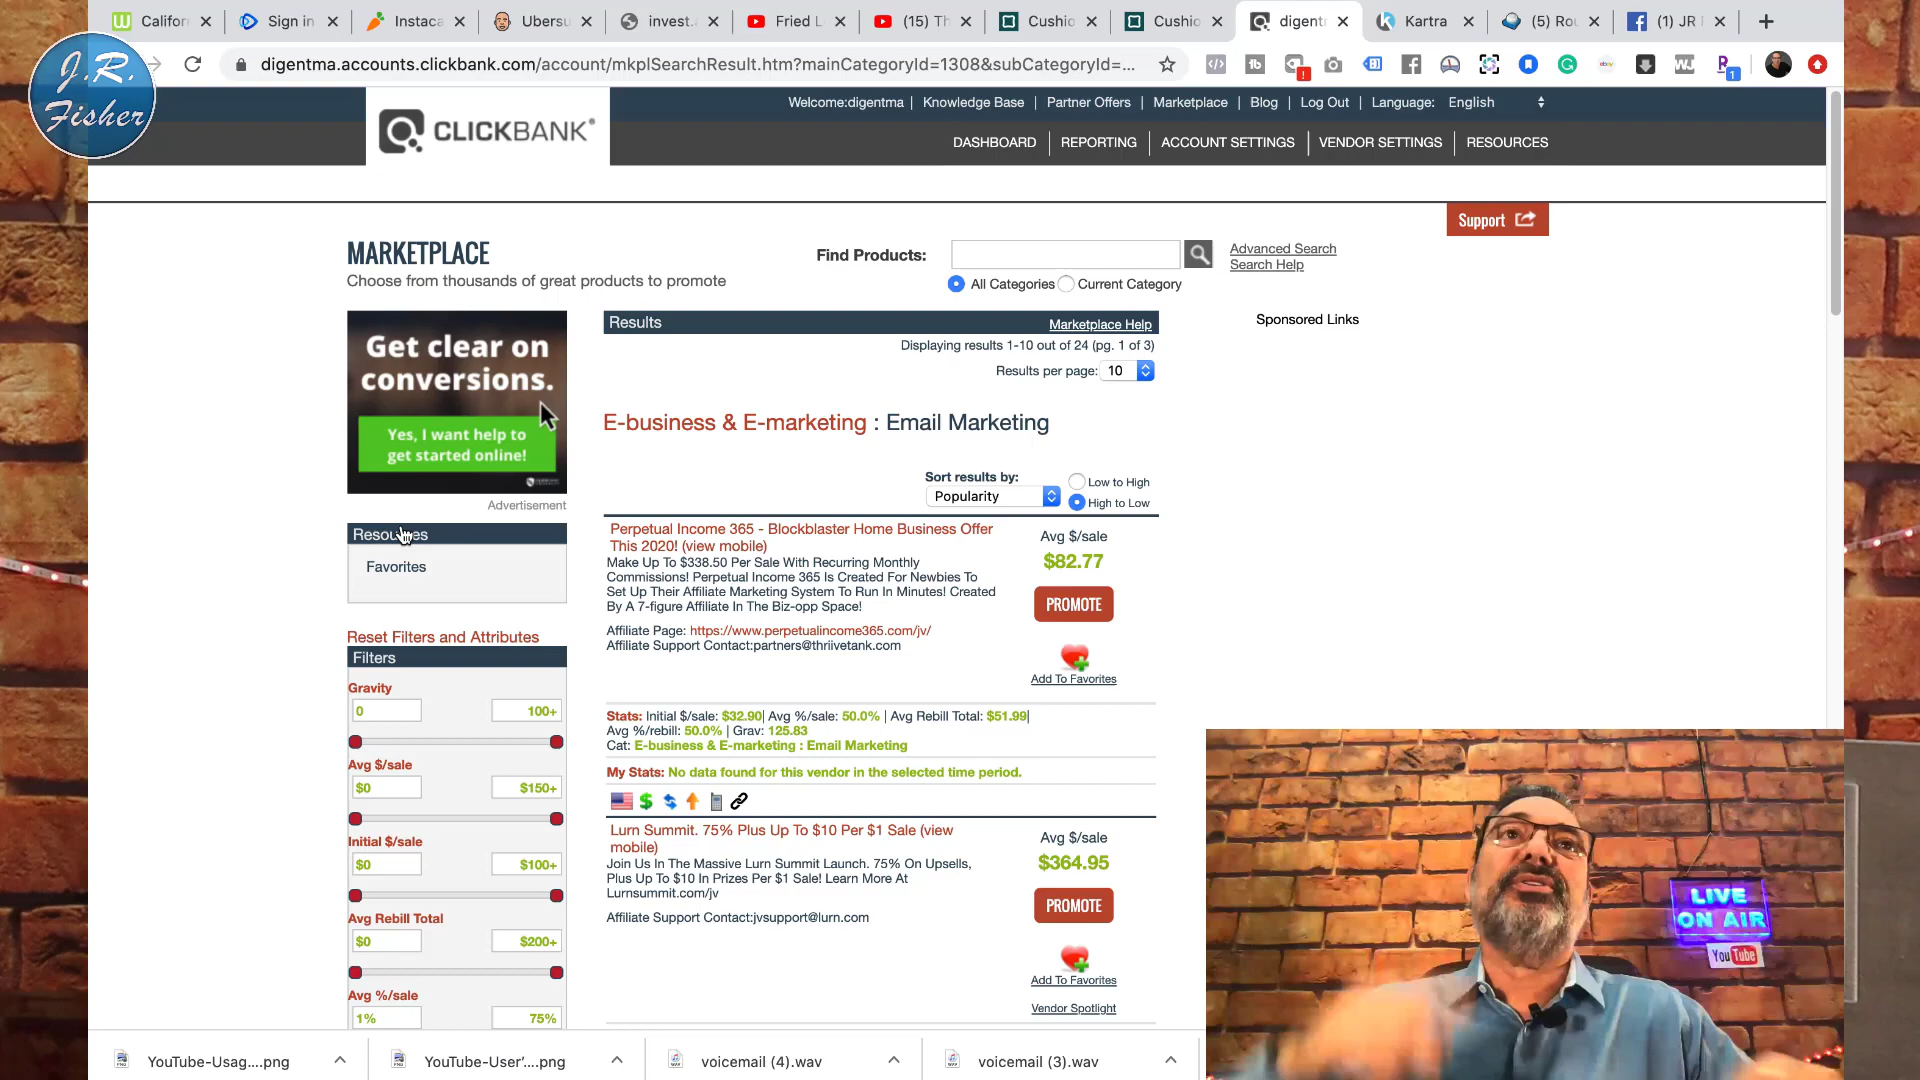 Californ
Sign in
Instaca
Ubersu
invest.a
Fried L
(15) Th
Cushio
Cushio
digentm
Kartra
(5) Rou
(1) JR
J.R.
Fisher
digentma.accounts.clickbank.com/account/mkplSearchResult.htm?mainCategoryId=1308&subCategoryId=...
Welcome:digentma | Knowledge Base | Partner Offers | Marketplace | Blog | Log Out | Language: English
CLICKBANK®
DASHBOARD | REPORTING | ACCOUNT SETTINGS | VENDOR SETTINGS | RESOURCES
Support
MARKETPLACE
Choose from thousands of great products to promote
Find Products:
Advanced Search
Search Help
All Categories Current Category
Get clear on
conversions.
Yes, I want help to
get started online!
Advertisement
Resources
Favorites
Reset Filters and Attributes
Filters
Gravity
0 100+
Avg $/sale
$0 $150+
Initial $/sale
$0 $100+
Avg Rebill Total
$0 $200+
Avg %/sale
1% 75%
Results
Marketplace Help
Displaying results 1-10 out of 24 (pg. 1 of 3)
Results per page: 10
Sponsored Links
E-business & E-marketing : Email Marketing
Sort results by:
Popularity
Low to High
High to Low
Perpetual Income 365 - Blockblaster Home Business Offer
This 2020! (view mobile)
Make Up To $338.50 Per Sale With Recurring Monthly
Commissions! Perpetual Income 365 Is Created For Newbies To
Set Up Their Affiliate Marketing System To Run In Minutes! Created
By A 7-figure Affiliate In The Biz-opp Space!
Affiliate Page: https://www.perpetualincome365.com/jv/
Affiliate Support Contact:partners@thriivetank.com
Avg $/sale
$82.77
PROMOTE
Add To Favorites
Stats: Initial $/sale: $32.90| Avg %/sale: 50.0% | Avg Rebill Total: $51.99|
Avg %/rebill: 50.0% | Grav: 125.83
Cat: E-business & E-marketing : Email Marketing
My Stats: No data found for this vendor in the selected time period.
Lurn Summit. 75% Plus Up To $10 Per $1 Sale (view
mobile)
Join Us In The Massive Lurn Summit Launch. 75% On Upsells,
Plus Up To $10 In Prizes Per $1 Sale! Learn More At
Lurnsummit.com/jv
Affiliate Support Contact:jvsupport@lurn.com
Avg $/sale
$364.95
PROMOTE
Add To Favorites
Vendor Spotlight
LIVE
ON AIR
YouTube
YouTube-Usag....png
YouTube-User'....png
voicemail (4).wav
voicemail (3).wav